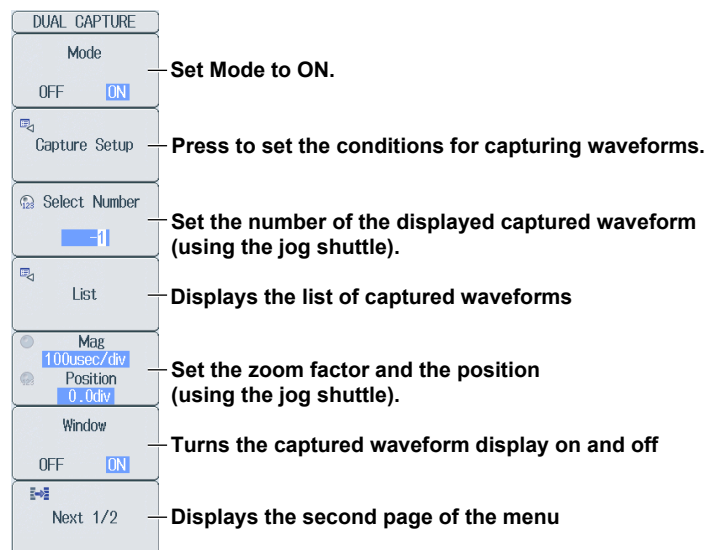 DUAL CAPTURE
Mode
OFF ON
Set Mode to ON.
Capture Setup
Press to set the conditions for capturing waveforms.
Select Number
-1
Set the number of the displayed captured waveform
(using the jog shuttle).
List
Displays the list of captured waveforms
Mag
100usec/div
Position
0.0div
Set the zoom factor and the position
(using the jog shuttle).
Window
OFF ON
Turns the captured waveform display on and off
Next 1/2
Displays the second page of the menu